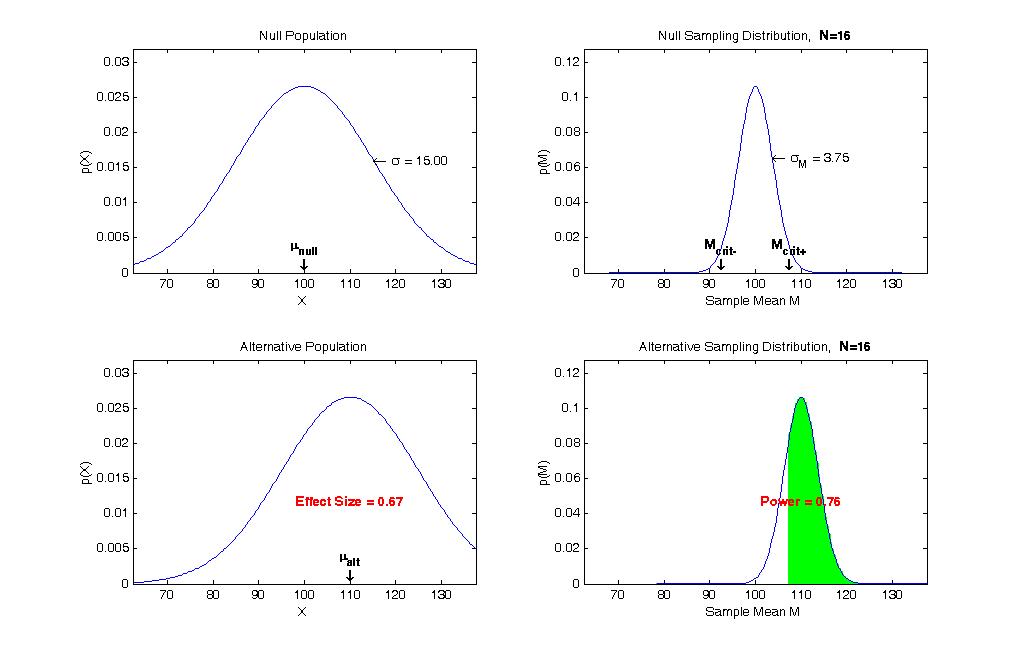 Null Population
0.03
0.025
0.02
0.015
0.01
0.005
0
p(X)
← σ = 15.00
μnull
70 80 90 100 110 120 130
X
Null Sampling Distribution, N=16
0.12
0.1
0.08
0.06
0.04
0.02
0
p(M)
← σM = 3.75
Mcrit- Mcrit+
70 80 90 100 110 120 130
Sample Mean M
Alternative Population
0.03
0.025
0.02
0.015
0.01
0.005
0
p(X)
Effect Size = 0.67
μalt
70 80 90 100 110 120 130
X
Alternative Sampling Distribution, N=16
0.12
0.1
0.08
0.06
0.04
0.02
0
p(M)
Power = 0.76
70 80 90 100 110 120 130
Sample Mean M